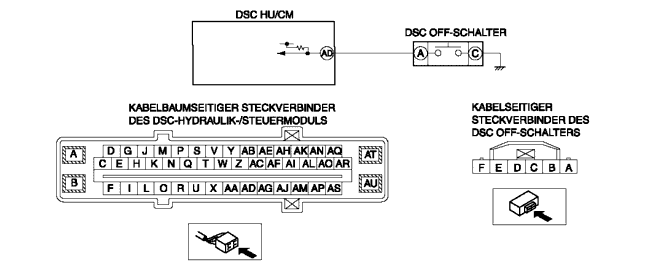 DSC HU/CM
DSC OFF-SCHALTER
AD
A
C
KABELBAUMSEITIGER STECKVERBINDER
DES DSC-HYDRAULIK-/STEUERMODULS
KABELSEITIGER
STECKVERBINDER DES
DSC OFF-SCHALTERS
A D G J M P S V Y AB AE AH AK AN AQ AT
C E H K N Q T W Z AC AF AI AL AO AR
B F I L O R U X AA AD AG AJ AM AP AS AU
F E D C B A